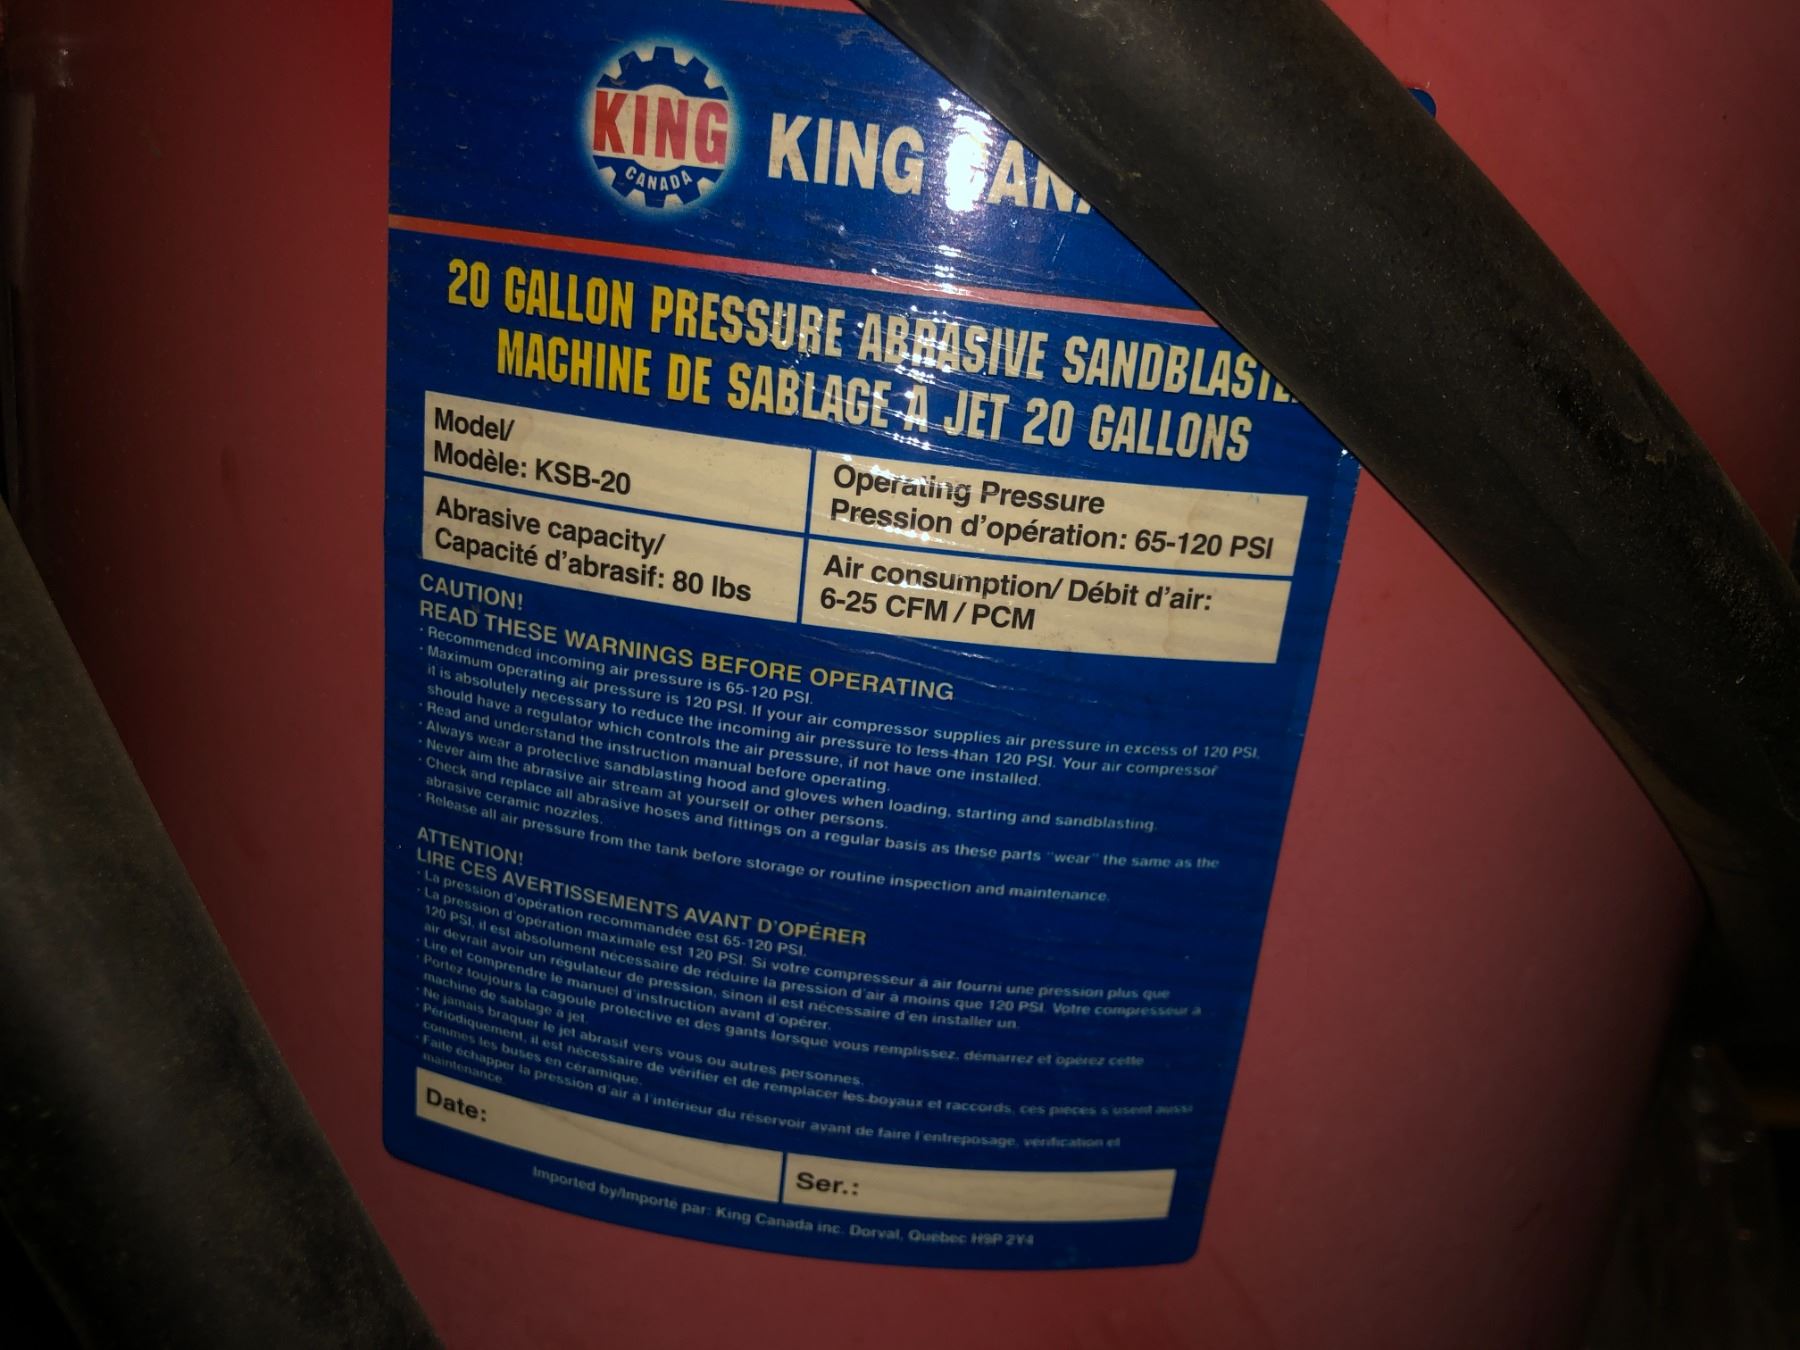 KING
CANADA
KING CAN
20 GALLON PRESSURE ABRASIVE SANDBLASTE
MACHINE DE SABLAGE À JET 20 GALLONS
Model/
Modèle: KSB-20
Operating Pressure
Pression d'opération: 65-120 PSI
Abrasive capacity/
Capacité d'abrasif: 80 lbs
Air consumption/ Débit d'air:
6-25 CFM / PCM
CAUTION!
READ THESE WARNINGS BEFORE OPERATING
· Recommended incoming air pressure is 65-120 PSI.
· Maximum operating air pressure is 120 PSI. If your air compressor supplies air pressure in excess of 120 PSI,
it is absolutely necessary to reduce the incoming air pressure to less than 120 PSI. Your air compressor
should have a regulator which controls the air pressure, if not have one installed.
· Read and understand the instruction manual before operating.
· Always wear a protective sandblasting hood and gloves when loading, starting and sandblasting.
· Never aim the abrasive air stream at yourself or other persons.
· Check and replace all abrasive hoses and fittings on a regular basis as these parts "wear" the same as the
abrasive ceramic nozzles.
· Release all air pressure from the tank before storage or routine inspection and maintenance.
ATTENTION!
LIRE CES AVERTISSEMENTS AVANT D'OPÉRER
· La pression d'opération recommandée est 65-120 PSI.
· La pression d'opération maximale est 120 PSI. Si votre compresseur à air fourni une pression plus que
120 PSI, il est absolument nécessaire de réduire la pression d'air à moins que 120 PSI. Votre compresseur à
air devrait avoir un régulateur de pression, sinon il est nécessaire d'en installer un.
· Lire et comprendre le manuel d'instruction avant d'opérer.
· Portez toujours la cagoule protective et des gants lorsque vous remplissez, démarrez et opérez cette
machine de sablage à jet.
· Ne jamais braquer le jet abrasif vers vous ou autres personnes.
· Périodiquement, il est nécessaire de vérifier et de remplacer les boyaux et raccords, ces pièces s'usent aussi
commes les buses en céramique.
· Faite échapper la pression d'air à l'intérieur du réservoir avant de faire l'entreposage, vérification et
maintenance.
Date:
Ser.:
Imported by/Importé par: King Canada inc. Dorval, Quebec H9P 2Y4